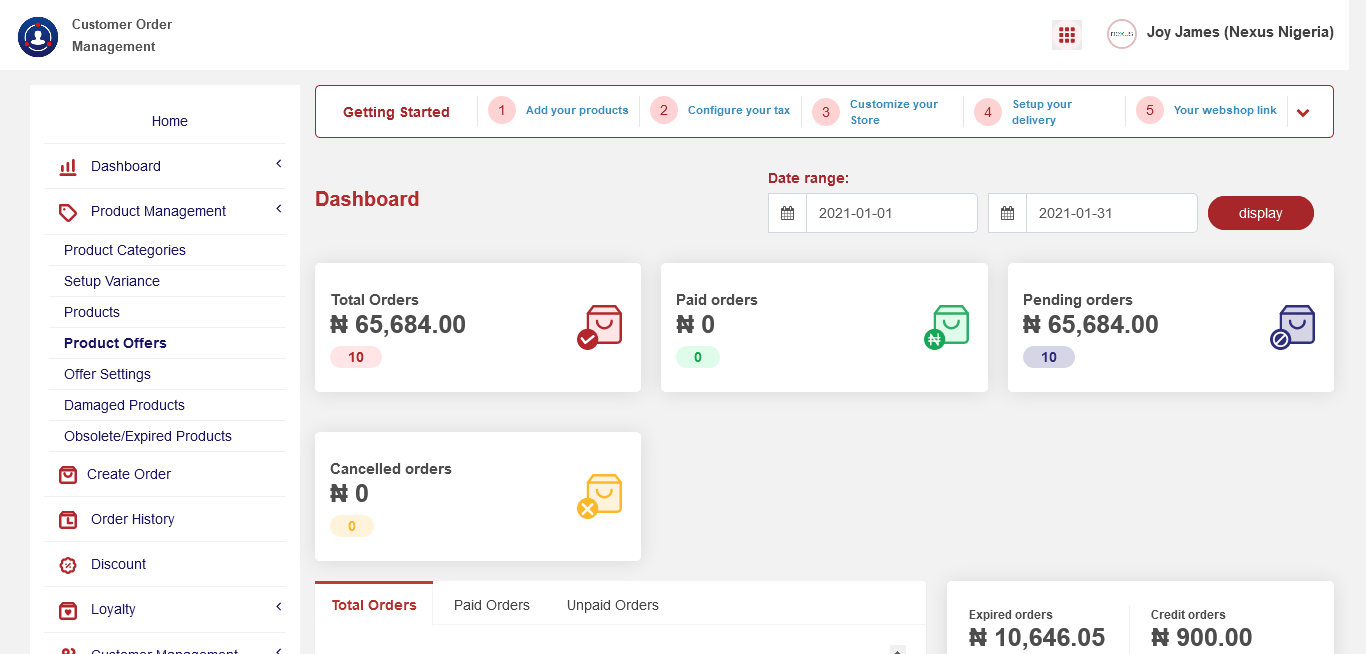 Customer Order
Management
nexus
Joy James (Nexus Nigeria)
Home
Dashboard
Product Management
Product Categories
Setup Variance
Products
Product Offers
Offer Settings
Damaged Products
Obsolete/Expired Products
Create Order
Order History
Discount
Loyalty
Customer Management
Getting Started
1 Add your products
2 Configure your tax
3 Customize your
Store
4 Setup your
delivery
5 Your webshop link
Dashboard
Date range:
2021-01-01
2021-01-31
display
Total Orders
₦ 65,684.00
10
Paid orders
₦ 0
0
Pending orders
₦ 65,684.00
10
Cancelled orders
₦ 0
0
Total Orders
Paid Orders
Unpaid Orders
Expired orders
₦ 10,646.05
Credit orders
₦ 900.00